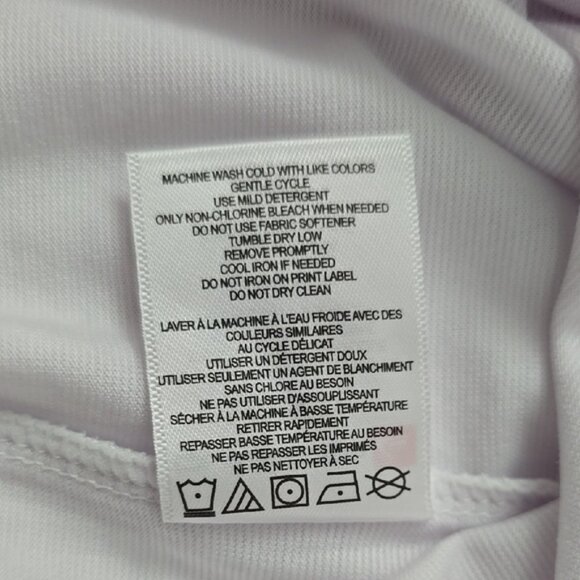 MACHINE WASH COLD WITH LIKE COLORS
GENTLE CYCLE
USE MILD DETERGENT
ONLY NON-CHLORINE BLEACH WHEN NEEDED
DO NOT USE FABRIC SOFTENER
TUMBLE DRY LOW
REMOVE PROMPTLY
COOL IRON IF NEEDED
DO NOT IRON ON PRINT LABEL
DO NOT DRY CLEAN
LAVER À LA MACHINE À L'EAU FROIDE AVEC DES
COULEURS SIMILAIRES
AU CYCLE DÉLICAT
UTILISER UN DÉTERGENT DOUX
UTILISER SEULEMENT UN AGENT DE BLANCHIMENT
SANS CHLORE AU BESOIN
NE PAS UTILISER D'ASSOUPLISSANT
SÉCHER À LA MACHINE À BASSE TEMPÉRATURE
RETIRER RAPIDEMENT
REPASSER BASSE TEMPÉRATURE AU BESOIN
NE PAS REPASSER LES IMPRIMÉS
NE PAS NETTOYER À SEC